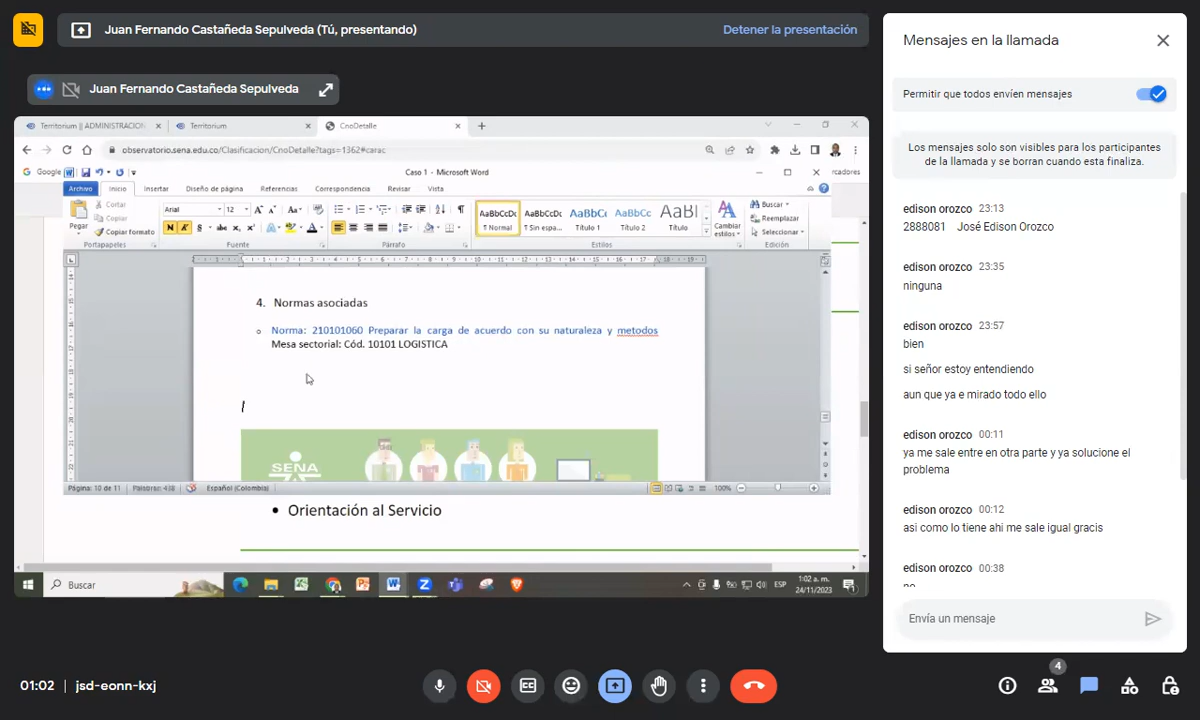 Juan Fernando Castañeda Sepulveda (Tú, presentando)
Detener la presentación
Juan Fernando Castañeda Sepulveda
Territorium || ADMINISTRACION
Territorium
CnoDetalle
observatorio.sena.edu.co/Clasificacion/CnoDetalle?tags=1362#carac
Google
Caso 1 - Microsoft Word
rcadores
Archivo Inicio Insertar Diseño de página Referencias Correspondencia Revisar Vista
Pegar
Cortar
Copiar
Copiar formato
Portapapeles
Arial 12
Fuente
Párrafo
AaBbCcDc AaBbCcDc AaBbCc AaBbCc AaBl
¶ Normal ¶ Sin espa... Título 1 Título 2 Título
Estilos
Cambiar estilos
Buscar
Reemplazar
Seleccionar
Edición
4. Normas asociadas
Norma: 210101060 Preparar la carga de acuerdo con su naturaleza y metodos
Mesa sectorial: Cód. 10101 LOGISTICA
SENA
Página: 10 de 11 Palabras: 438 Español (Colombia) 100%
• Orientación al Servicio
Buscar
ESP
1:02 a. m.
24/11/2023
01:02 | jsd-eonn-kxj
Mensajes en la llamada
Permitir que todos envíen mensajes
Los mensajes solo son visibles para los participantes
de la llamada y se borran cuando esta finaliza.
edison orozco 23:13
2888081 José Edison Orozco
edison orozco 23:35
ninguna
edison orozco 23:57
bien
si señor estoy entendiendo
aun que ya e mirado todo ello
edison orozco 00:11
ya me sale entre en otra parte y ya solucione el
problema
edison orozco 00:12
asi como lo tiene ahi me sale igual gracis
edison orozco 00:38
no
Envía un mensaje
4